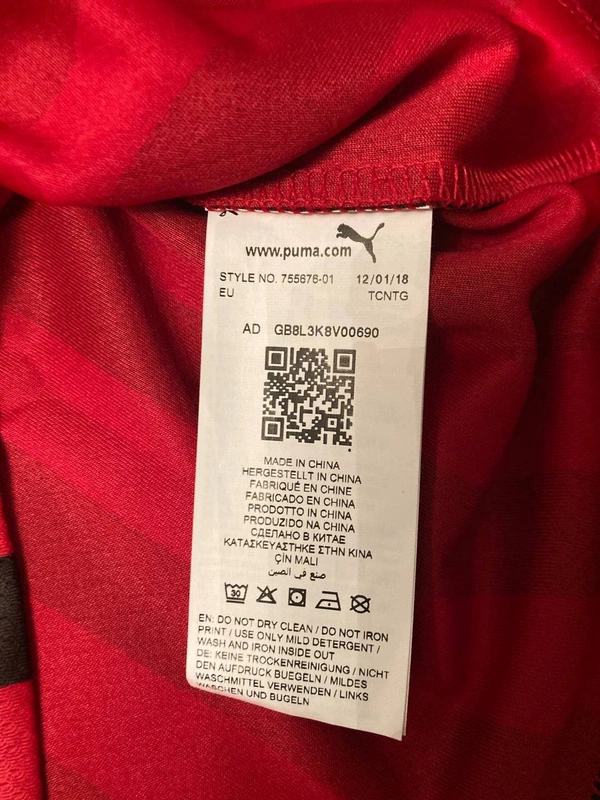 www.puma.com
STYLE NO. 755676-01 12/01/18
EU TCNTG
AD GB8L3K8V00690
MADE IN CHINA
HERGESTELLT IN CHINA
FABRIQUÉ EN CHINE
FABRICADO EN CHINA
PRODOTTO IN CHINA
PRODUZIDO NA CHINA
СДЕЛАНО В КИТАЕ
ΚΑΤΑΣΚΕΥΑΣΤΗΚΕ ΣΤΗΝ ΚΙΝΑ
ÇİN MALI
صنع في الصين
30
EN: DO NOT DRY CLEAN / DO NOT IRON
PRINT / USE ONLY MILD DETERGENT /
WASH AND IRON INSIDE OUT
DE: KEINE TROCKENREINIGUNG / NICHT
DEN AUFDRUCK BUEGELN / MILDES
WASCHMITTEL VERWENDEN / LINKS
WASCHEN UND BUGELN